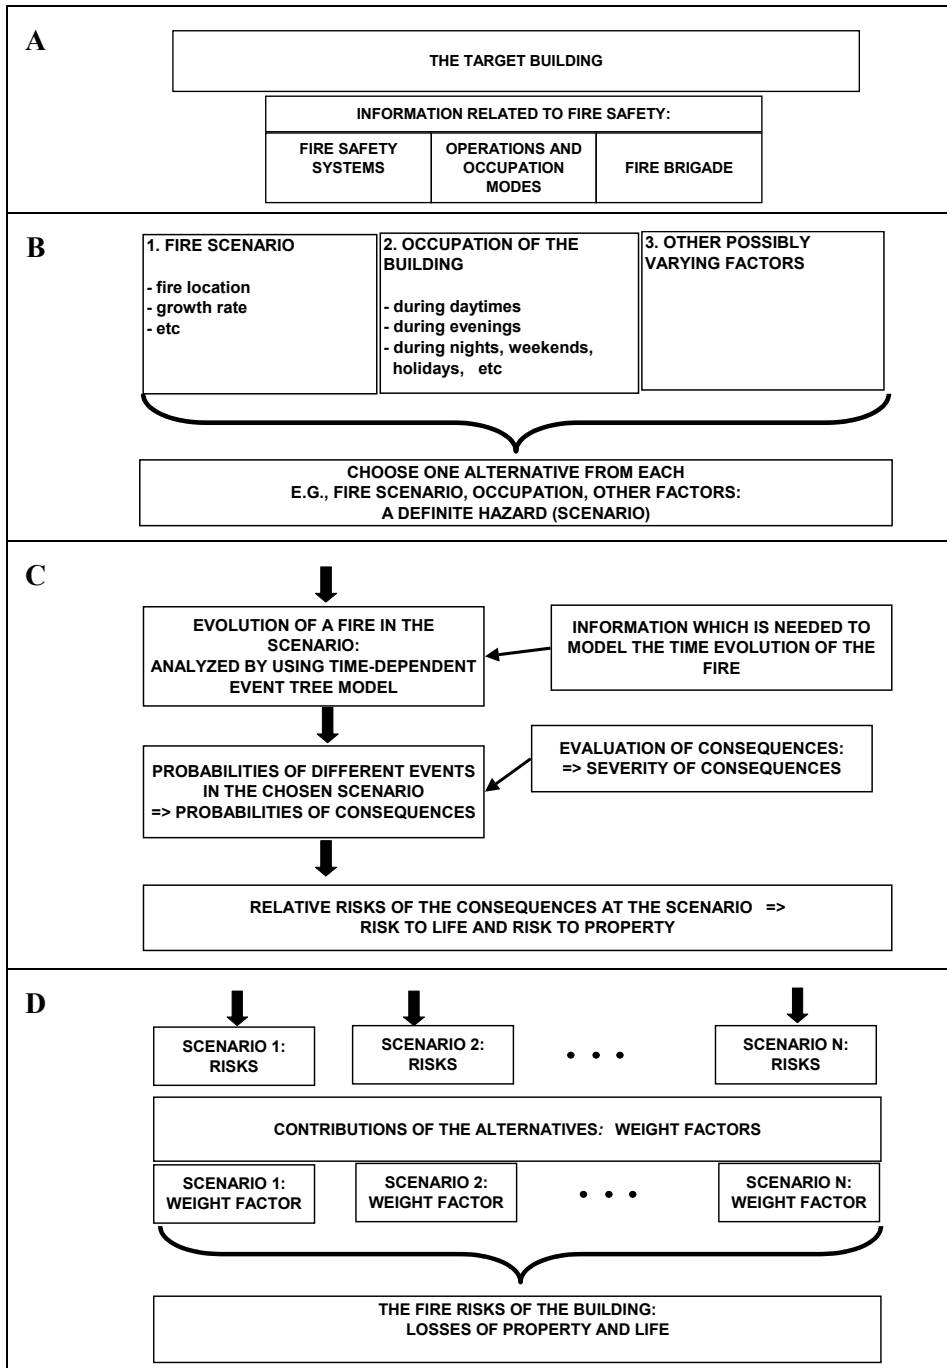 A
THE TARGET BUILDING
INFORMATION RELATED TO FIRE SAFETY:
FIRE SAFETY
SYSTEMS
OPERATIONS AND
OCCUPATION
MODES
FIRE BRIGADE
B
1. FIRE SCENARIO
- fire location
- growth rate
- etc
2. OCCUPATION OF THE
BUILDING
- during daytimes
- during evenings
- during nights, weekends,
holidays, etc
3. OTHER POSSIBLY
VARYING FACTORS
CHOOSE ONE ALTERNATIVE FROM EACH
E.G., FIRE SCENARIO, OCCUPATION, OTHER FACTORS:
A DEFINITE HAZARD (SCENARIO)
C
EVOLUTION OF A FIRE IN THE
SCENARIO:
ANALYZED BY USING TIME-DEPENDENT
EVENT TREE MODEL
INFORMATION WHICH IS NEEDED TO
MODEL THE TIME EVOLUTION OF THE
FIRE
PROBABILITIES OF DIFFERENT EVENTS
IN THE CHOSEN SCENARIO
=> PROBABILITIES OF CONSEQUENCES
EVALUATION OF CONSEQUENCES:
=> SEVERITY OF CONSEQUENCES
RELATIVE RISKS OF THE CONSEQUENCES AT THE SCENARIO =>
RISK TO LIFE AND RISK TO PROPERTY
D
SCENARIO 1:
RISKS
SCENARIO 2:
RISKS
• • •
SCENARIO N:
RISKS
CONTRIBUTIONS OF THE ALTERNATIVES: WEIGHT FACTORS
SCENARIO 1:
WEIGHT FACTOR
SCENARIO 2:
WEIGHT FACTOR
• • •
SCENARIO N:
WEIGHT FACTOR
THE FIRE RISKS OF THE BUILDING:
LOSSES OF PROPERTY AND LIFE